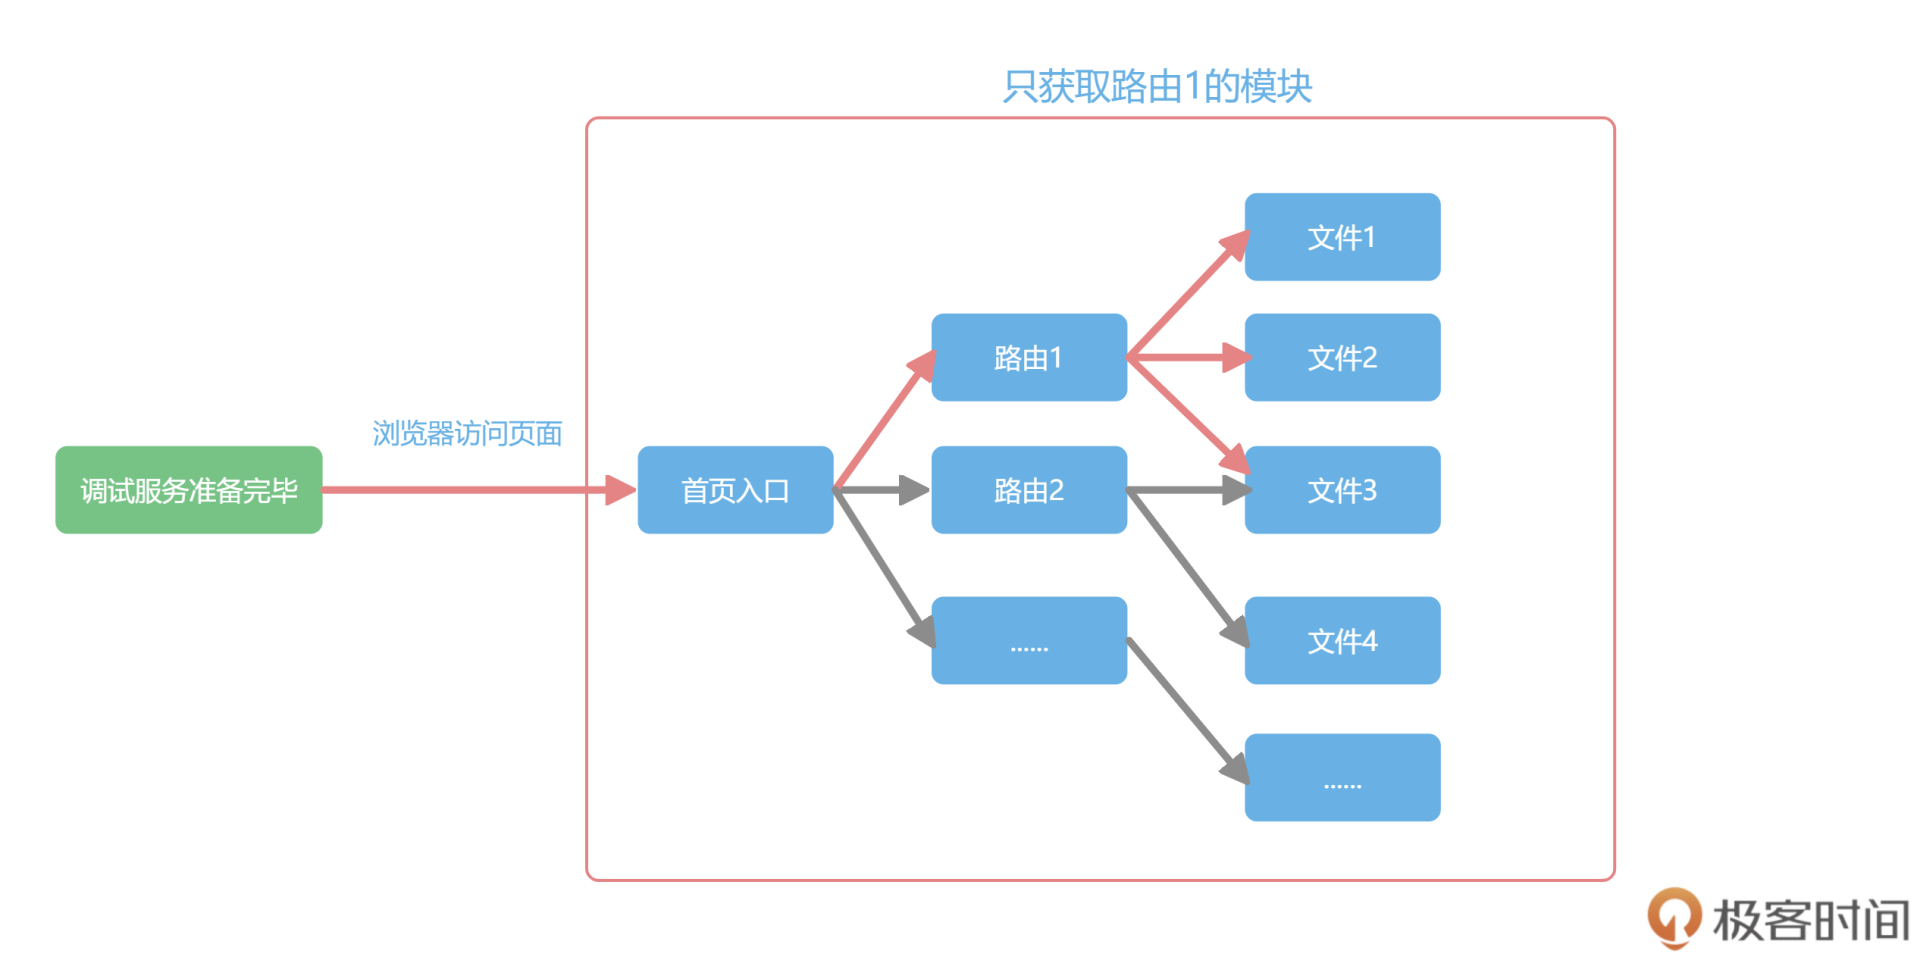 只获取路由1的模块
文件1
路由1
文件2
浏览器访问页面
调试服务准备完毕
首页入口
路由2
文件3
......
文件4
......
极客时间